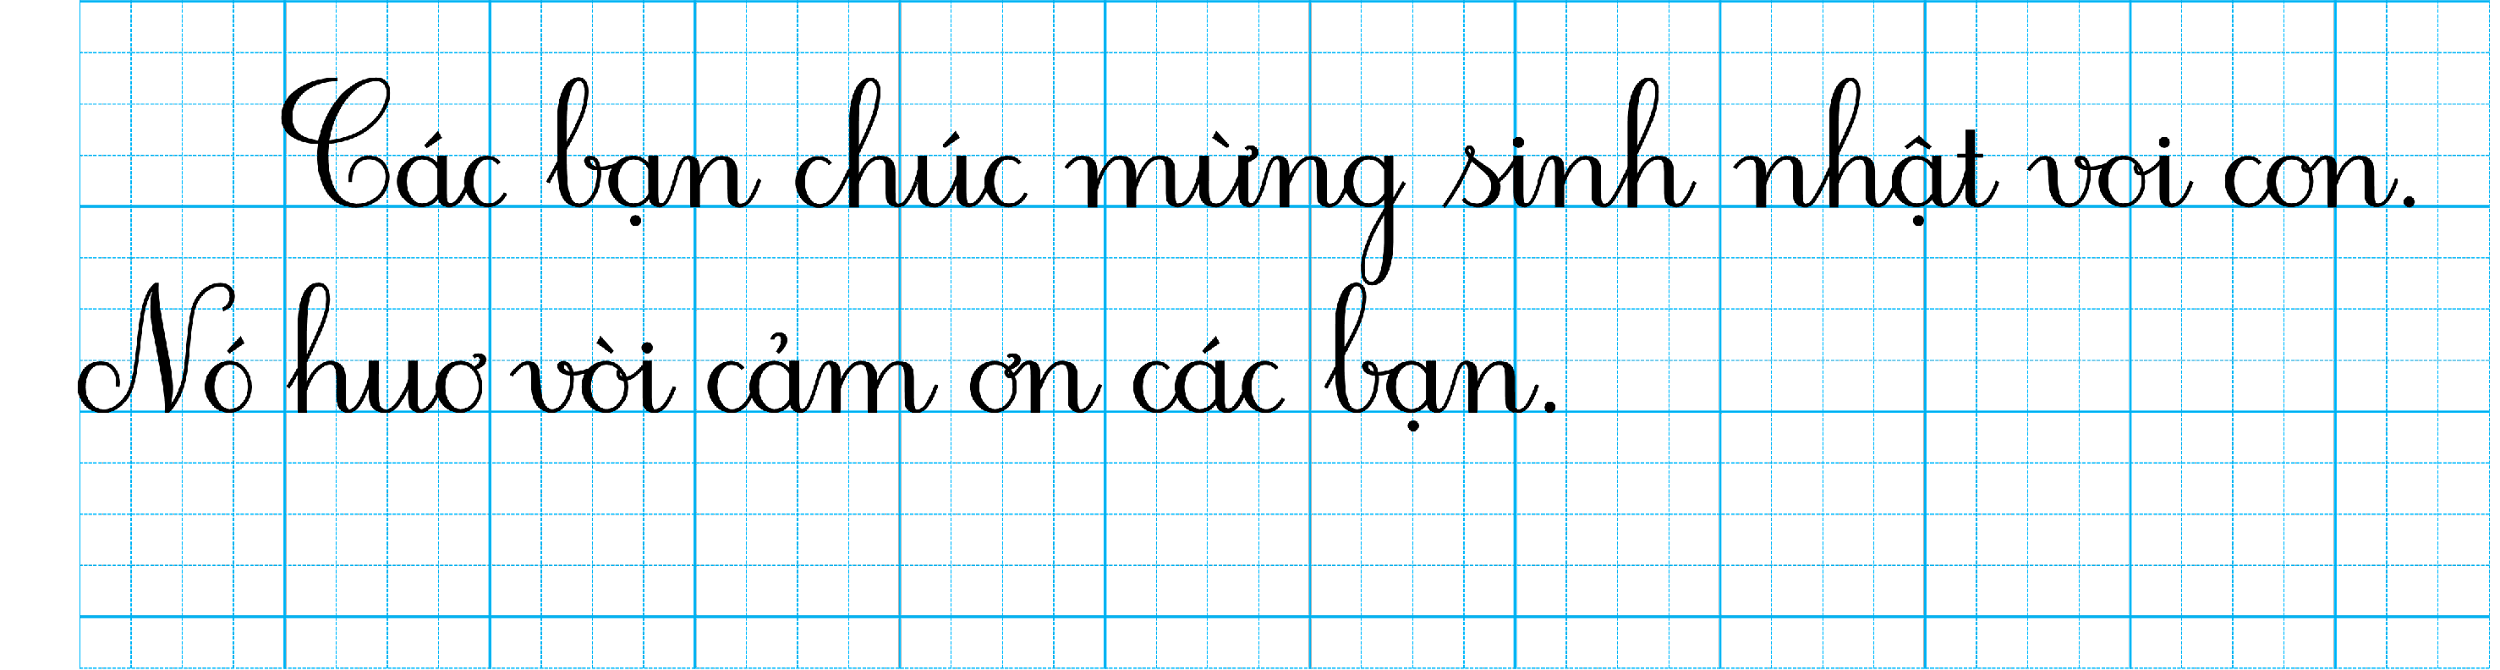 Các bạn chúc mừng sinh nhật voi con.
Nó huơ vòi cảm ơn các bạn.